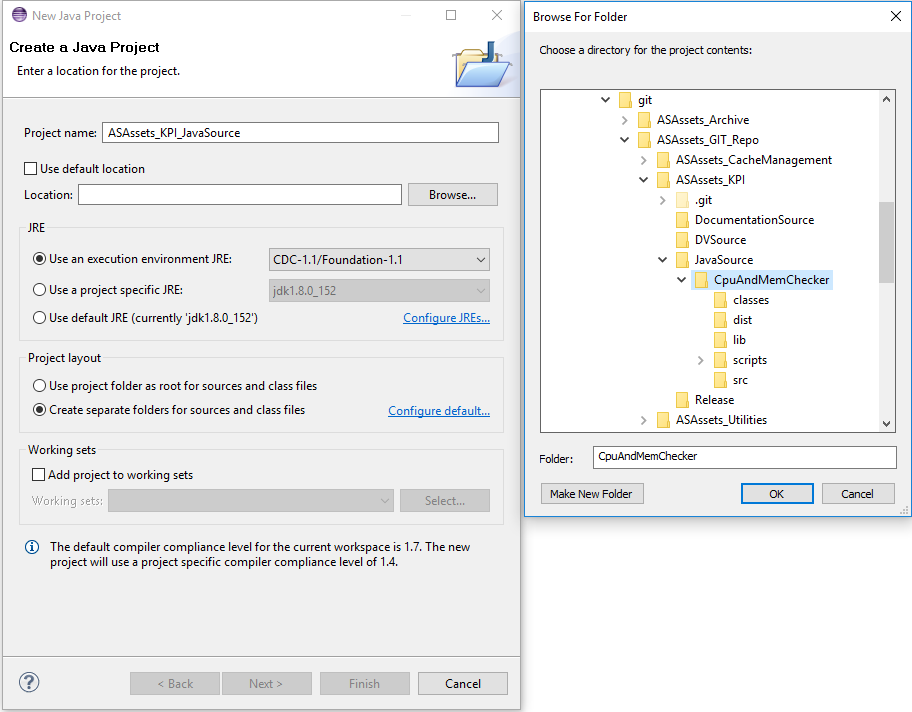 New Java Project
Create a Java Project
Enter a location for the project.
Project name: ASAssets_KPI_JavaSource
Use default location
Location: Browse...
JRE
Use an execution environment JRE: CDC-1.1/Foundation-1.1
Use a project specific JRE: jdk1.8.0_152
Use default JRE (currently 'jdk1.8.0_152') Configure JREs...
Project layout
Use project folder as root for sources and class files
Create separate folders for sources and class files Configure default...
Working sets
Add project to working sets
Working sets: Select...
The default compiler compliance level for the current workspace is 1.7. The new
project will use a project specific compiler compliance level of 1.4.
? < Back Next > Finish Cancel
Browse For Folder
Choose a directory for the project contents:
git
ASAssets_Archive
ASAssets_GIT_Repo
ASAssets_CacheManagement
ASAssets_KPI
.git
DocumentationSource
DVSource
JavaSource
CpuAndMemChecker
classes
dist
lib
scripts
src
Release
ASAssets_Utilities
Folder: CpuAndMemChecker
Make New Folder OK Cancel